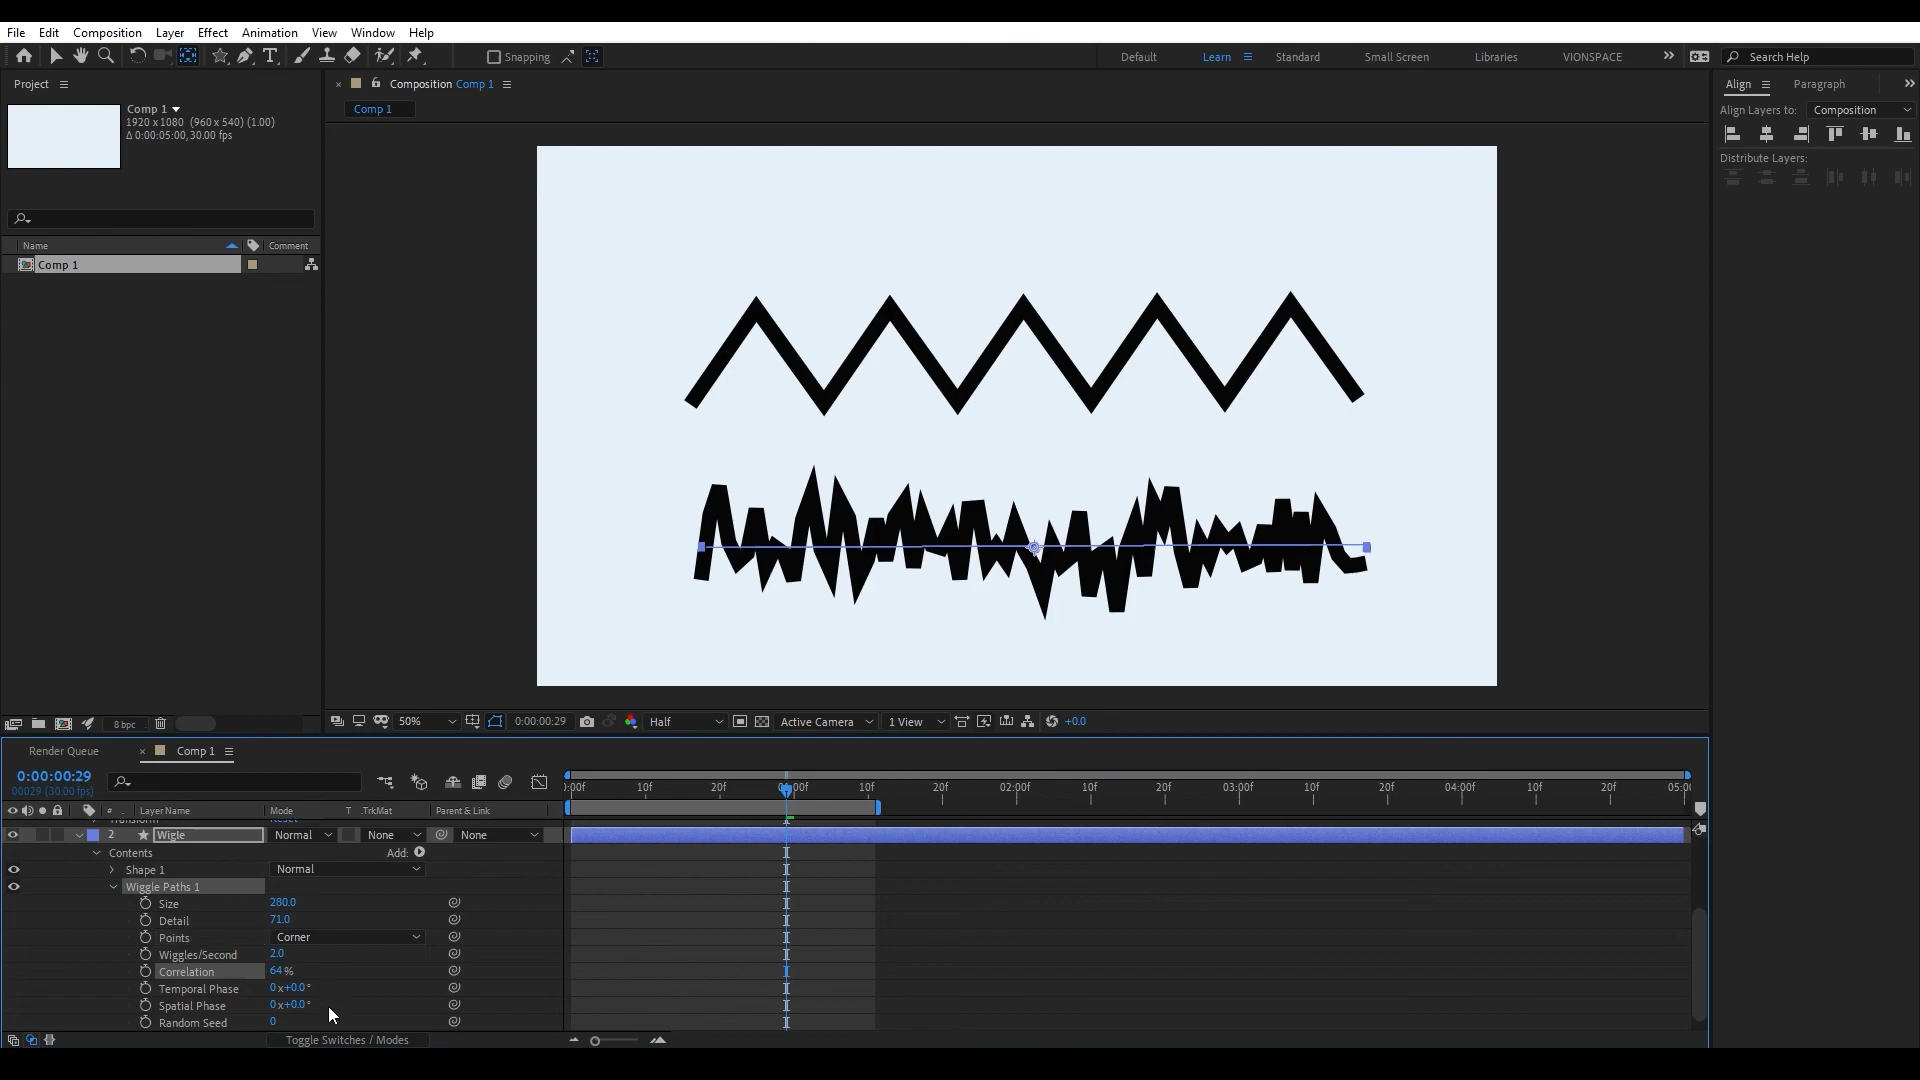 File Edit Composition Layer Effect Animation View Window Help
Snapping
Default Learn Standard Small Screen Libraries VIONSPACE Search Help
Project
Composition Comp 1
Align Paragraph
Comp 1
Comp 1
1920 x 1080 (960 x 540) (1.00)
Δ 0:00:05:00, 30.00 fps
Align Layers to: Composition
Distribute Layers:
Name Comment
Comp 1
8 bpc
50% 0:00:00:29 Half Active Camera 1 View +0.0
Render Queue Comp 1
0:00:00:29
00029 (30.00 fps)
):00f 10f 20f 0:00f 10f 20f 02:00f 10f 20f 03:00f 10f 20f 04:00f 10f 20f 05:00
# Layer Name Mode T .TrkMat Parent & Link
2 Wigle Normal None None
Contents Add:
Shape 1 Normal
Wiggle Paths 1
Size 280.0
Detail 71.0
Points Corner
Wiggles/Second 2.0
Correlation 64 %
Temporal Phase 0 x +0.0 °
Spatial Phase 0 x +0.0 °
Random Seed 0
Toggle Switches / Modes